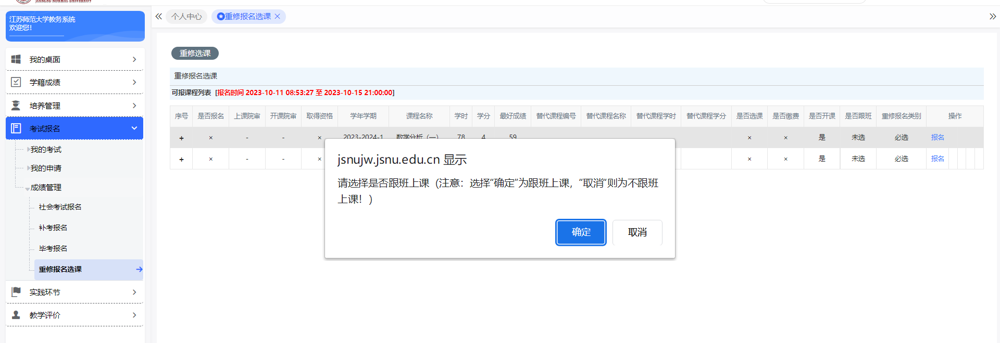 JIANGSU NORMAL UNIVERSITY
江苏师范大学教务系统
欢迎您!
个人中心
重修报名选课
我的桌面
学籍成绩
培养管理
考试报名
我的考试
我的申请
成绩管理
社会考试报名
补考报名
毕考报名
重修报名选课
实践环节
教学评价
重修选课
重修报名选课
可报课程列表 [报名时间 2023-10-11 08:53:27 至 2023-10-15 21:00:00]
序号 是否报名 上课院审 开课院审 取得资格 学年学期 课程名称 学时 学分 最好成绩 替代课程编号 替代课程名称 替代课程学时 替代课程学分 是否选课 是否缴费 是否开课 是否跟班 重修报名类别 操作
+ × - - × 2023-2024-1 数学分析（一） 78 4 59 × × 是 未选 必选 报名
+ × - - × × × 是 未选 必选 报名
jsnujw.jsnu.edu.cn 显示
请选择是否跟班上课（注意：选择“确定”为跟班上课，“取消“则为不跟班
上课！）
确定 取消